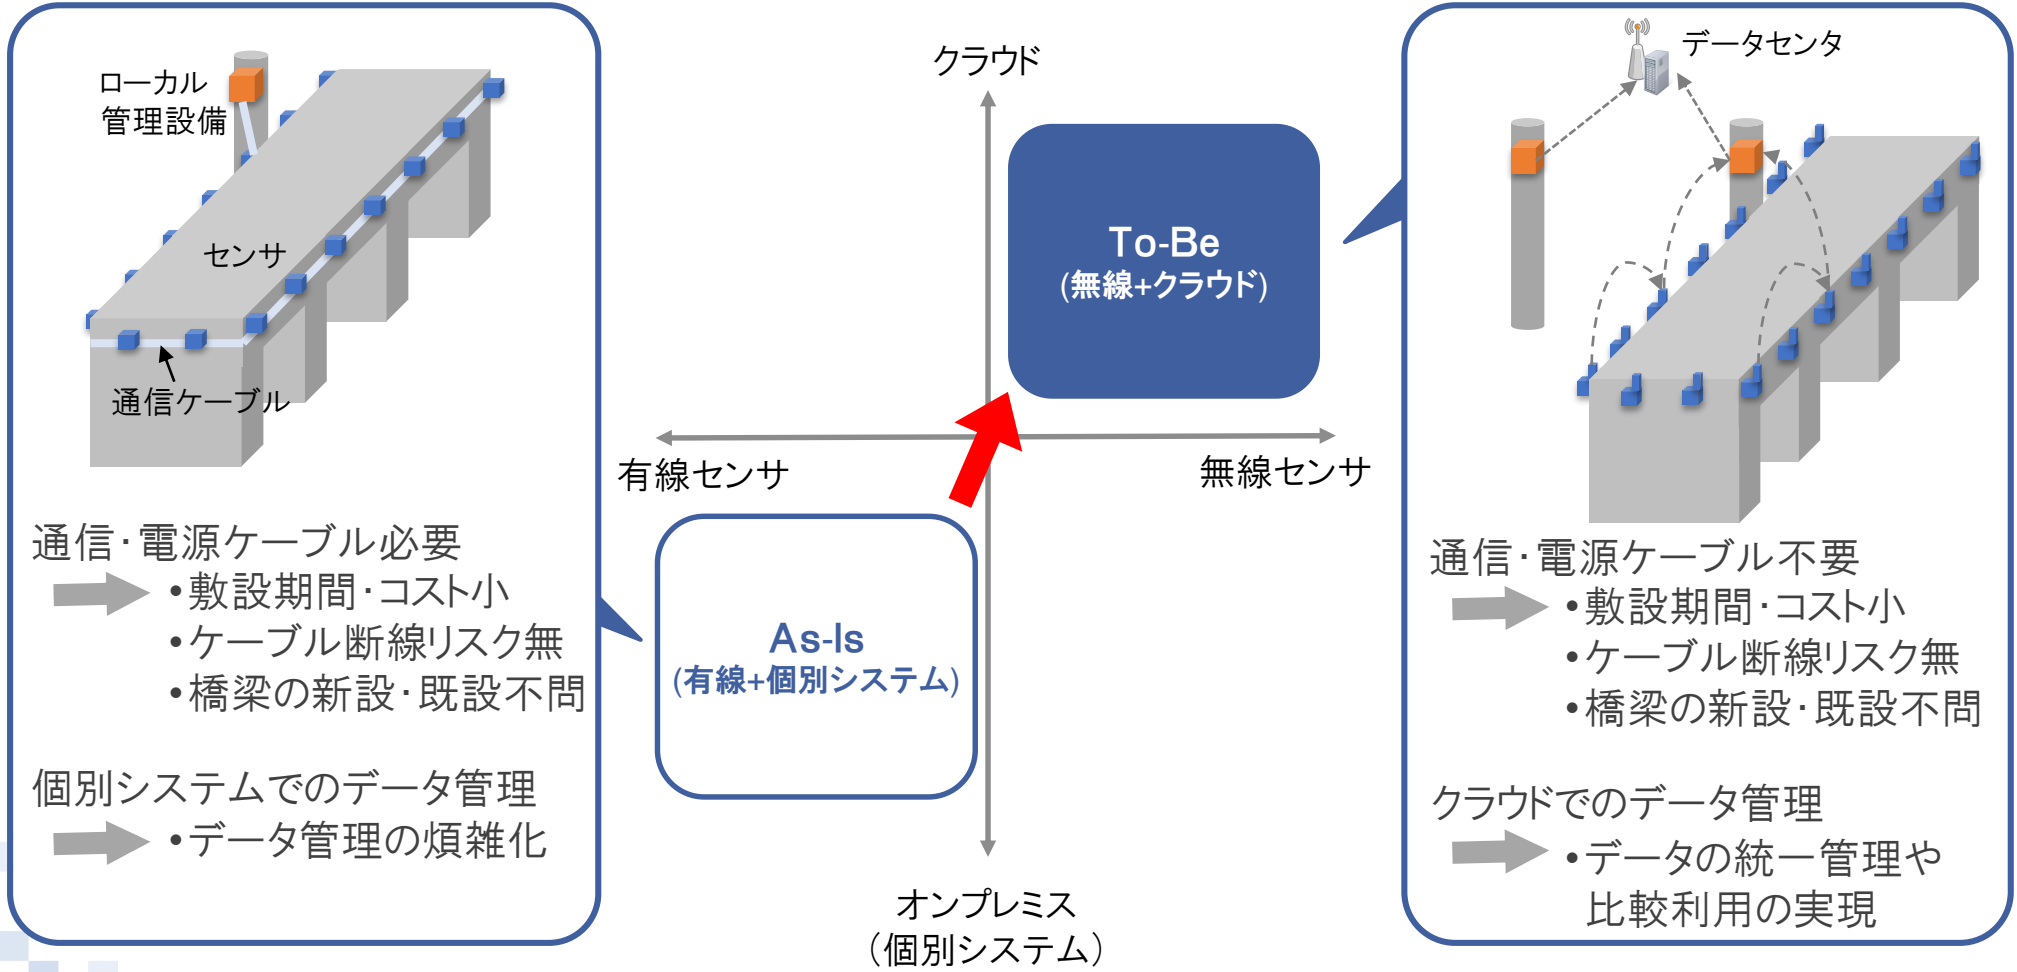 ローカル
管理設備
センサ
通信ケーブル
通信・電源ケーブル必要
•敷設期間・コスト小
•ケーブル断線リスク無
•橋梁の新設・既設不問
個別システムでのデータ管理
•データ管理の煩雑化
クラウド
To-Be
(無線+クラウド)
有線センサ
無線センサ
As-Is
(有線+個別システム)
オンプレミス
（個別システム）
データセンタ
通信・電源ケーブル不要
•敷設期間・コスト小
•ケーブル断線リスク無
•橋梁の新設・既設不問
クラウドでのデータ管理
•データの統一管理や
比較利用の実現